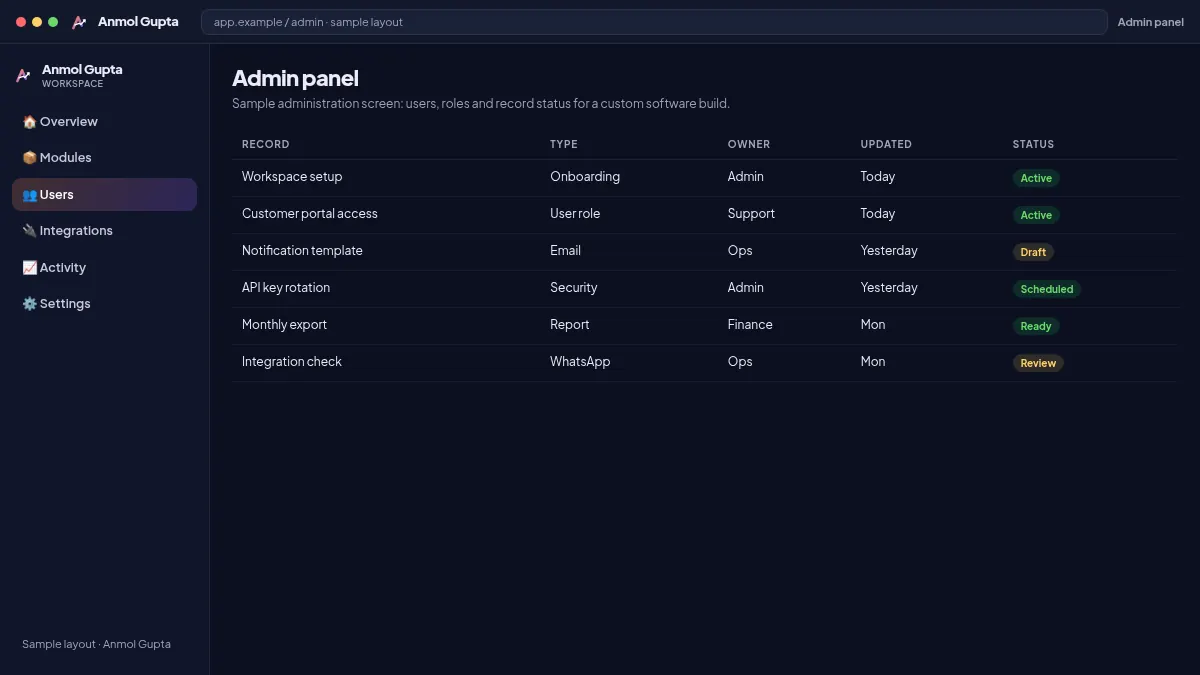 Anmol Gupta
app.example / admin · sample layout
Admin panel
Anmol Gupta
WORKSPACE
Overview
Modules
Users
Integrations
Activity
Settings
Sample layout · Anmol Gupta
Admin panel
Sample administration screen: users, roles and record status for a custom software build.
RECORD TYPE OWNER UPDATED STATUS
Workspace setup Onboarding Admin Today Active
Customer portal access User role Support Today Active
Notification template Email Ops Yesterday Draft
API key rotation Security Admin Yesterday Scheduled
Monthly export Report Finance Mon Ready
Integration check WhatsApp Ops Mon Review